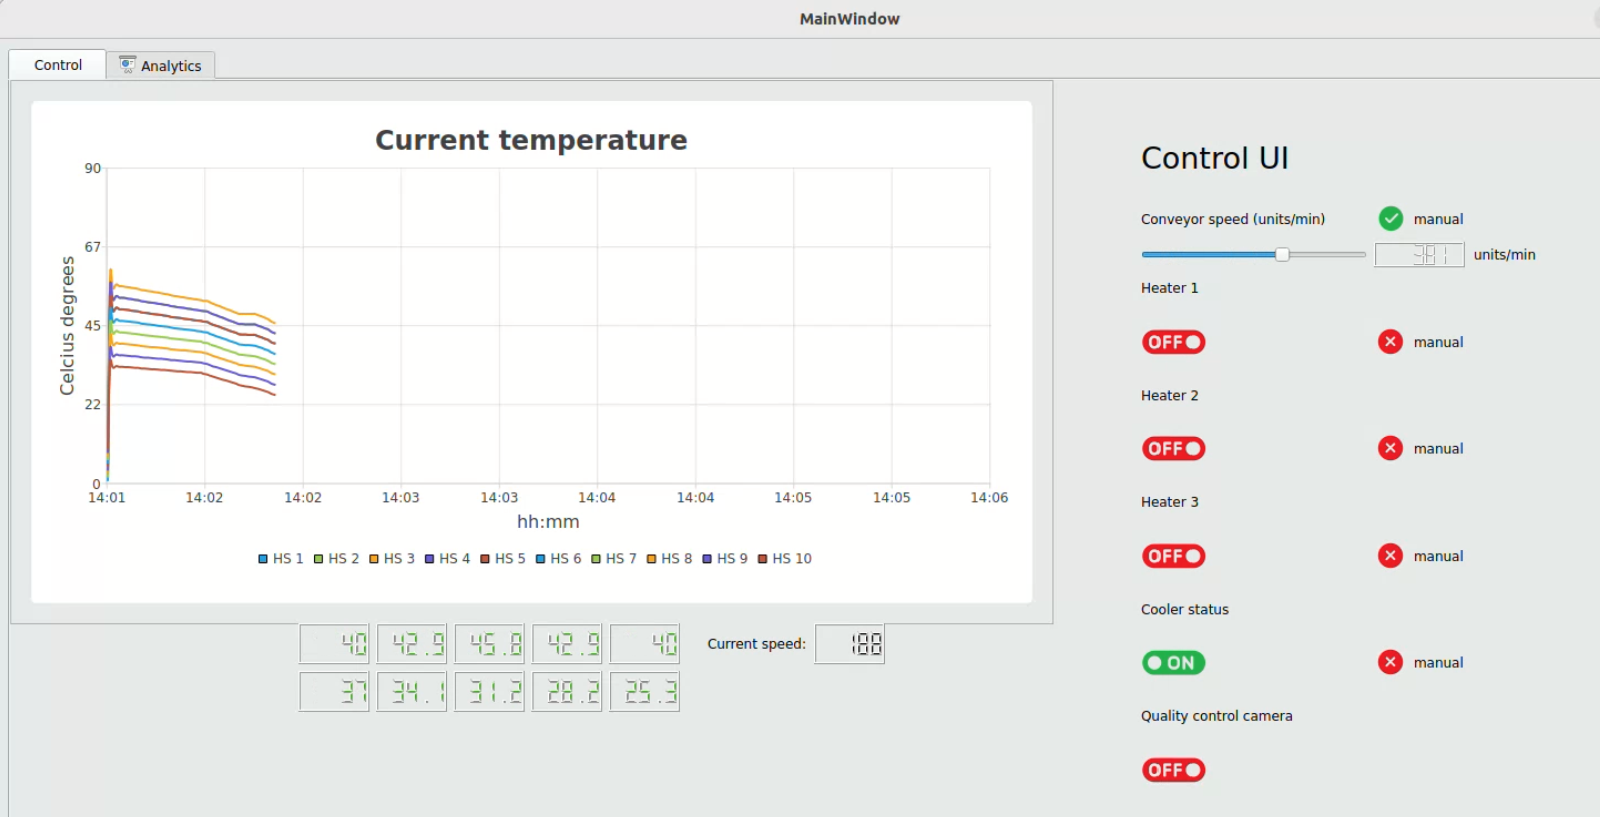 MainWindow
Control
Analytics
Current temperature
90
67
45
22
0
Celcius degrees
14:01 14:02 14:02 14:03 14:03 14:04 14:04 14:05 14:05 14:06
hh:mm
HS 1 HS 2 HS 3 HS 4 HS 5 HS 6 HS 7 HS 8 HS 9 HS 10
40 42.9 45.8 42.9 40
Current speed: 188
37 34.1 31.2 28.2 25.3
Control UI
Conveyor speed (units/min) manual
381 units/min
Heater 1
OFF manual
Heater 2
OFF manual
Heater 3
OFF manual
Cooler status
ON manual
Quality control camera
OFF